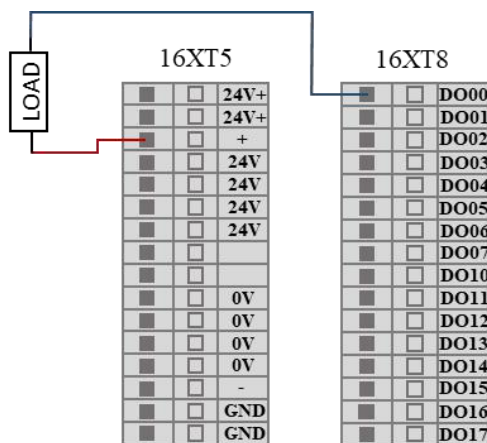 LOAD
16XT5
24V+
24V+
+
24V
24V
24V
24V
0V
0V
0V
0V
-
GND
GND
16XT8
DO00
DO01
DO02
DO03
DO04
DO05
DO06
DO07
DO10
DO11
DO12
DO13
DO14
DO15
DO16
DO17